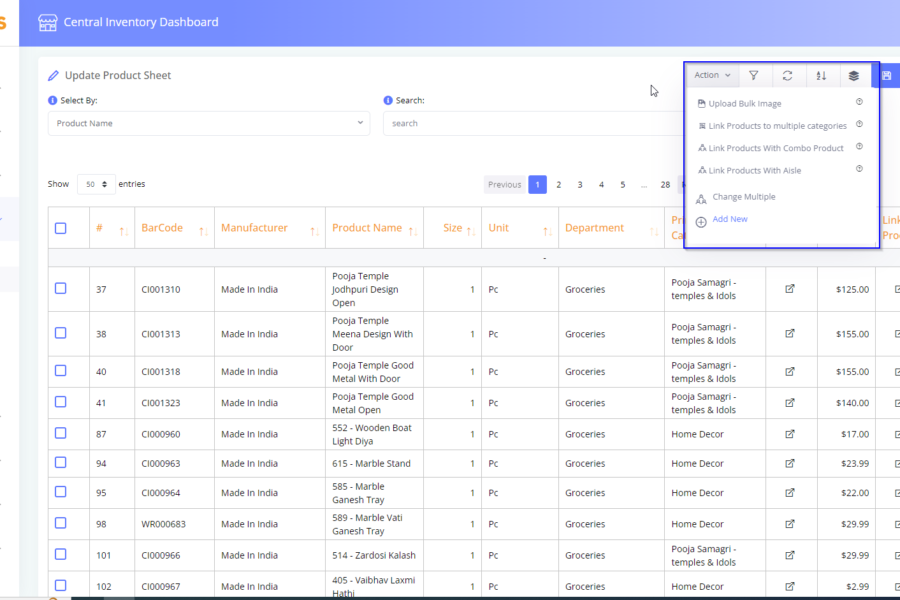 s
Central Inventory Dashboard
Update Product Sheet
Action
Select By:
Search:
Product Name
search
Upload Bulk Image
Link Products to multiple categories
Link Products With Combo Product
Link Products With Aisle
Change Multiple
Add New
Show 50 entries
Previous 1 2 3 4 5 ... 28
# BarCode Manufacturer Product Name Size Unit Department
-
37 CI001310 Made In India Pooja Temple Jodhpuri Design Open 1 Pc Groceries Pooja Samagri - temples & Idols $125.00
38 CI001313 Made In India Pooja Temple Meena Design With Door 1 Pc Groceries Pooja Samagri - temples & Idols $155.00
40 CI001318 Made In India Pooja Temple Good Metal With Door 1 Pc Groceries Pooja Samagri - temples & Idols $155.00
41 CI001323 Made In India Pooja Temple Good Metal Open 1 Pc Groceries Pooja Samagri - temples & Idols $140.00
87 CI000960 Made In India 552 - Wooden Boat Light Diya 1 Pc Groceries Home Decor $17.00
94 CI000963 Made In India 615 - Marble Stand 1 Pc Groceries Home Decor $23.99
95 CI000964 Made In India 585 - Marble Ganesh Tray 1 Pc Groceries Home Decor $22.00
98 WR000683 Made In India 589 - Marble Vati Ganesh Tray 1 Pc Groceries Home Decor $29.99
101 CI000966 Made In India 514 - Zardosi Kalash 1 Pc Groceries Pooja Samagri - temples & Idols $29.99
102 CI000967 Made In India 405 - Vaibhav Laxmi Hathi 1 Pc Groceries Home Decor $2.99